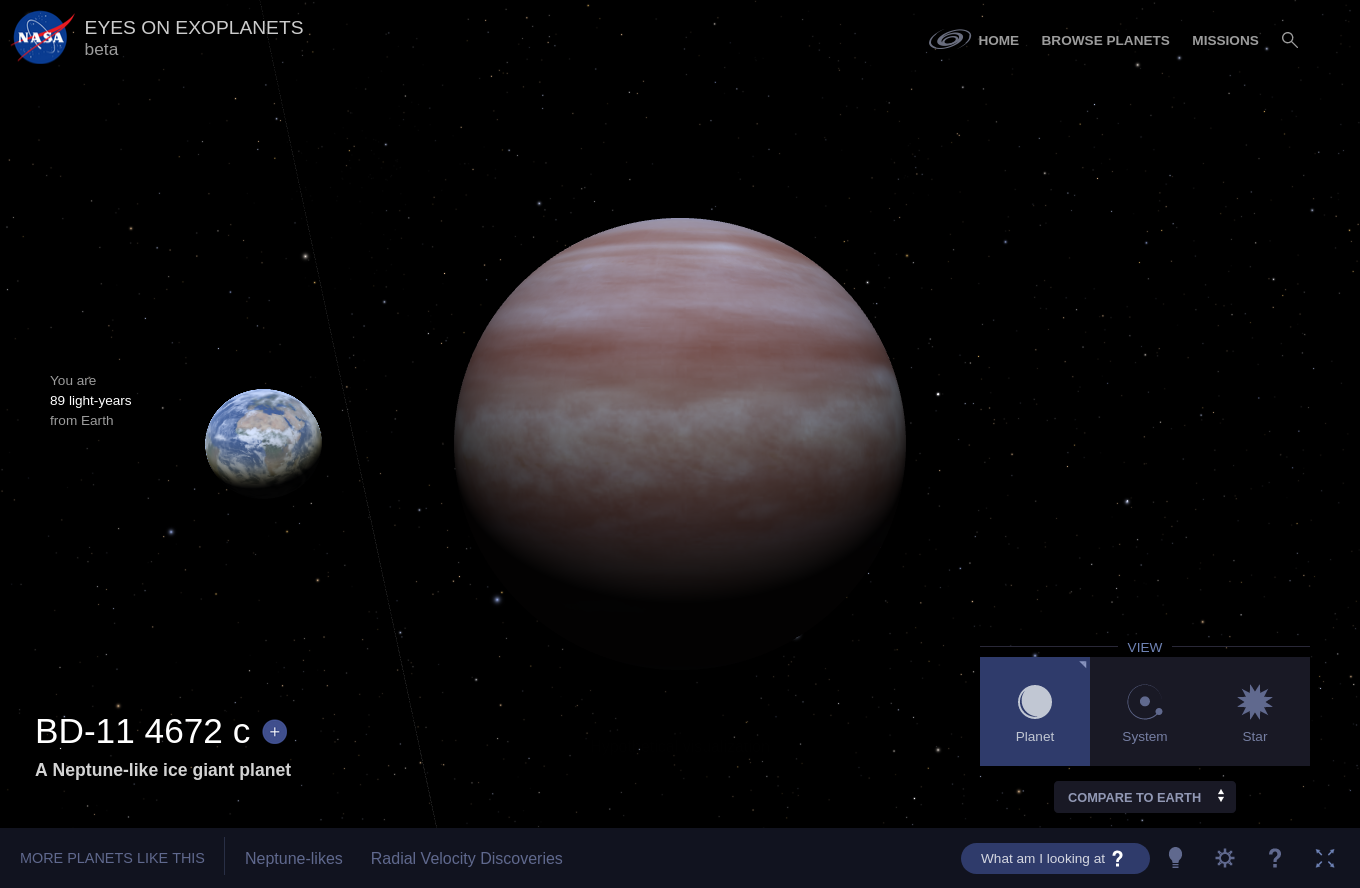 NASA
EYES ON EXOPLANETS
beta
HOME
BROWSE PLANETS
MISSIONS
You are
89 light-years
from Earth
BD-11 4672 c
A Neptune-like ice giant planet
VIEW
Planet
System
Star
COMPARE TO EARTH
MORE PLANETS LIKE THIS
Neptune-likes
Radial Velocity Discoveries
What am I looking at ?